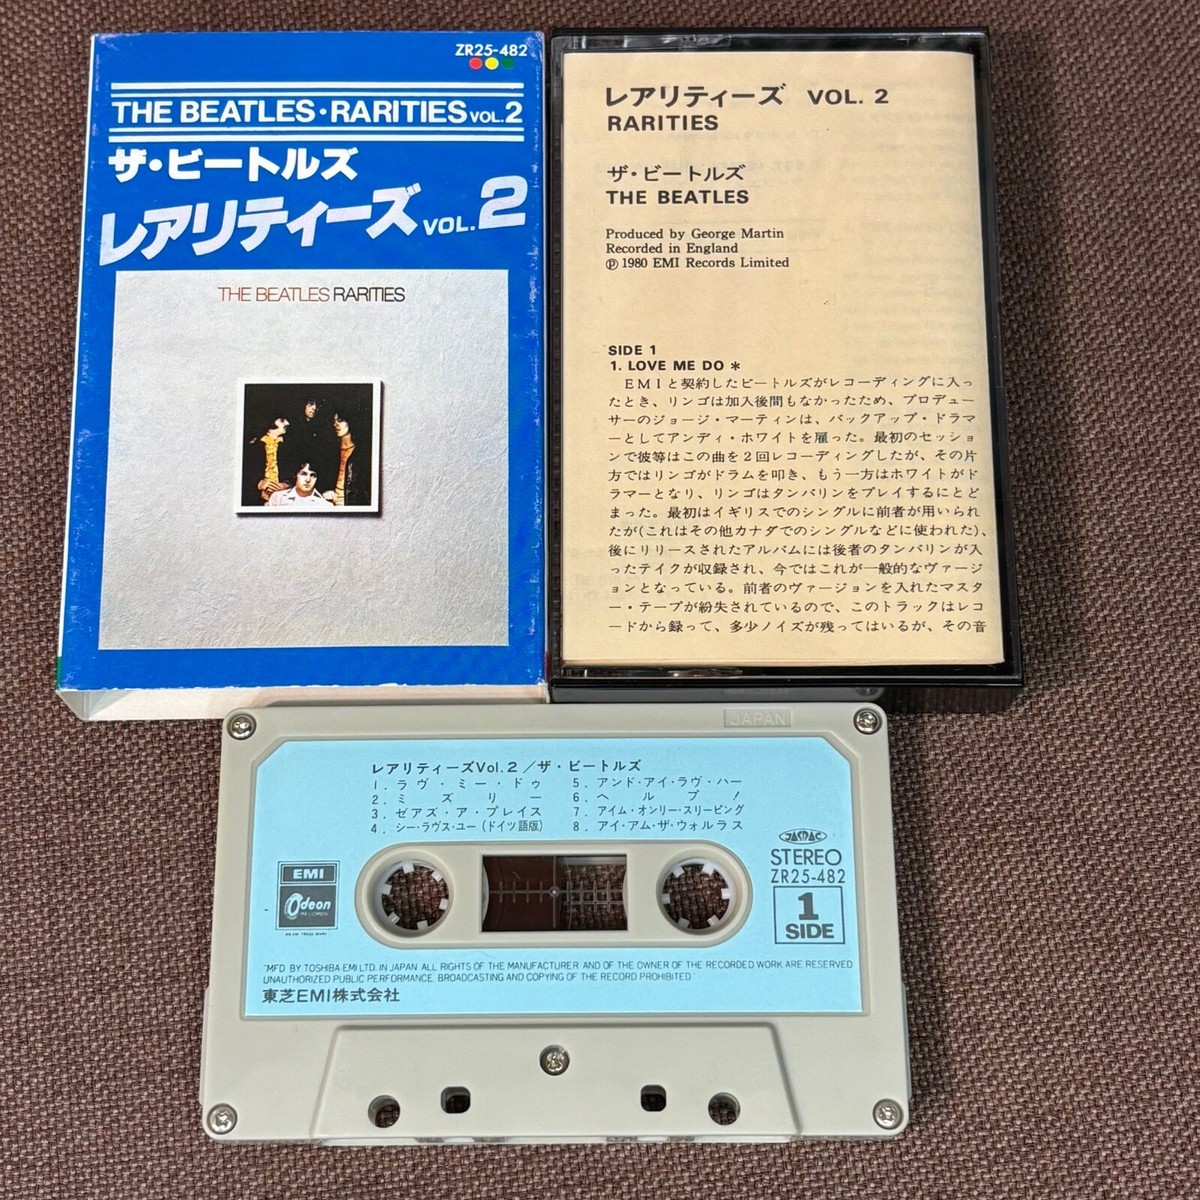 ZR25-482
THE BEATLES・RARITIES VOL.2
ザ・ビートルズ
レアリティーズ VOL.2
THE BEATLES RARITIES
レアリティーズ VOL. 2
RARITIES
ザ・ビートルズ
THE BEATLES
Produced by George Martin
Recorded in England
Ⓟ 1980 EMI Records Limited
SIDE 1
1. LOVE ME DO *
EMIと契約したビートルズがレコーディングに入っ
たとき、リンゴは加入後間もなかったため、プロデュー
サーのジョージ・マーティンは、バックアップ・ドラマ
ーとしてアンディ・ホワイトを雇った。最初のセッショ
ンで彼等はこの曲を2回レコーディングしたが、その片
方ではリンゴがドラムを叩き、もう一方はホワイトがド
ラマーとなり、リンゴはタンバリンをプレイするにとど
まった。最初はイギリスでのシングルに前者が用いられ
たが(これはその他カナダでのシングルなどに使われた)、
後にリリースされたアルバムには後者のタンバリンが入
ったテイクが収録され、今ではこれが一般的なヴァージ
ョンとなっている。前者のヴァージョンを入れたマスタ
ー・テープが紛失されているので、このトラックはレコ
ードから録って、多少ノイズが残ってはいるが、その音
JAPAN
レアリティーズVol.2／ザ・ビートルズ
1. ラヴ・ミー・ドゥ
2. ミズリー
3. ゼアズ・ア・プレイス
4. シー・ラヴス・ユー(ドイツ語版)
5. アンド・アイ・ラヴ・ハー
6. ヘルプ！
7. アイム・オンリー・スリーピング
8. アイ・アム・ザ・ウォルラス
JASRAC
STEREO
ZR25-482
1
SIDE
EMI
Odeon
RECORDS
"MFD BY TOSHIBA-EMI LTD. IN JAPAN ALL RIGHTS OF THE MANUFACTURER AND OF THE OWNER OF THE RECORDED WORK ARE RESERVED
UNAUTHORIZED PUBLIC PERFORMANCE, BROADCASTING AND COPYING OF THE RECORD PROHIBITED"
東芝EMI株式会社